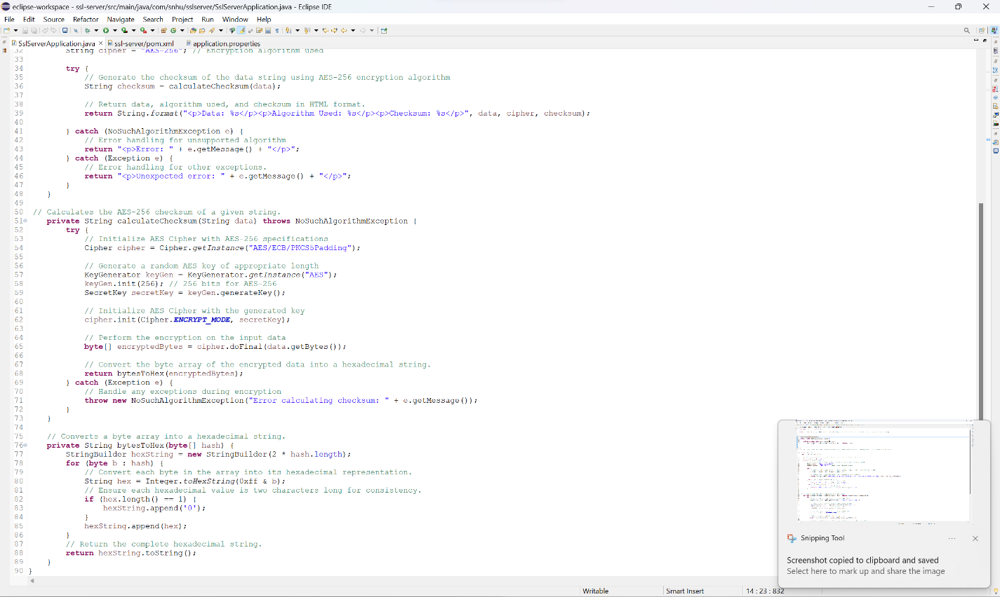 eclipse-workspace - ssl-server/src/main/java/com/snhu/sslserver/SslServerApplication.java - Eclipse IDE
File Edit Source Refactor Navigate Search Project Run Window Help
SslServerApplication.java ssl-server/pom.xml application.properties
32 String cipher = "AES-256"; // Encryption algorithm used
33
34 try {
35 // Generate the checksum of the data string using AES-256 encryption algorithm
36 String checksum = calculateChecksum(data);
37
38 // Return data, algorithm used, and checksum in HTML format.
39 return String.format("<p>Data: %s</p><p>Algorithm Used: %s</p><p>Checksum: %s</p>", data, cipher, checksum);
40
41 } catch (NoSuchAlgorithmException e) {
42 // Error handling for unsupported algorithm
43 return "<p>Error: " + e.getMessage() + "</p>";
44 } catch (Exception e) {
45 // Error handling for other exceptions.
46 return "<p>Unexpected error: " + e.getMessage() + "</p>";
47 }
48 }
49
50 // Calculates the AES-256 checksum of a given string.
51 private String calculateChecksum(String data) throws NoSuchAlgorithmException {
52 try {
53 // Initialize AES Cipher with AES-256 specifications
54 Cipher cipher = Cipher.getInstance("AES/ECB/PKCS5Padding");
55
56 // Generate a random AES key of appropriate length
57 KeyGenerator keyGen = KeyGenerator.getInstance("AES");
58 keyGen.init(256); // 256 bits for AES-256
59 SecretKey secretKey = keyGen.generateKey();
60
61 // Initialize AES Cipher with the generated key
62 cipher.init(Cipher.ENCRYPT_MODE, secretKey);
63
64 // Perform the encryption on the input data
65 byte[] encryptedBytes = cipher.doFinal(data.getBytes());
66
67 // Convert the byte array of the encrypted data into a hexadecimal string.
68 return bytesToHex(encryptedBytes);
69 } catch (Exception e) {
70 // Handle any exceptions during encryption
71 throw new NoSuchAlgorithmException("Error calculating checksum: " + e.getMessage());
72 }
73 }
74
75 // Converts a byte array into a hexadecimal string.
76 private String bytesToHex(byte[] hash) {
77 StringBuilder hexString = new StringBuilder(2 * hash.length);
78 for (byte b : hash) {
79 // Convert each byte in the array into its hexadecimal representation.
80 String hex = Integer.toHexString(0xff & b);
81 // Ensure each hexadecimal value is two characters long for consistency.
82 if (hex.length() == 1) {
83 hexString.append('0');
84 }
85 hexString.append(hex);
86 }
87 // Return the complete hexadecimal string.
88 return hexString.toString();
89 }
90 }
Snipping Tool
Screenshot copied to clipboard and saved
Select here to mark up and share the image
Writable Smart Insert 14 : 23 : 832